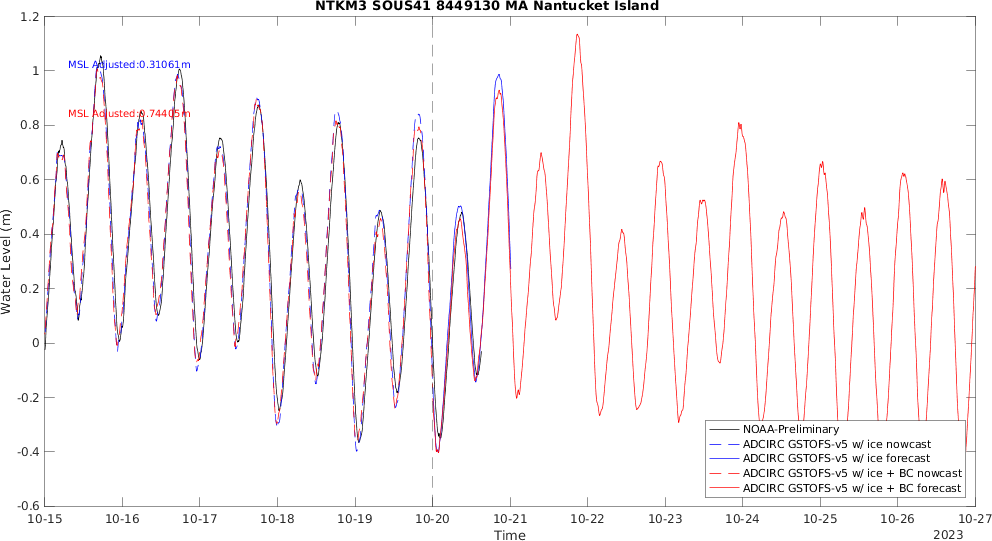 NTKM3 SOUS41 8449130 MA Nantucket Island
1.2
1
0.8
0.6
0.4
0.2
0
-0.2
-0.4
-0.6
Water Level (m)
MSL Adjusted:0.31061m
MSL Adjusted:0.74405m
NOAA-Preliminary
ADCIRC GSTOFS-v5 w/ ice nowcast
ADCIRC GSTOFS-v5 w/ ice forecast
ADCIRC GSTOFS-v5 w/ ice + BC nowcast
ADCIRC GSTOFS-v5 w/ ice + BC forecast
10-15 10-16 10-17 10-18 10-19 10-20 10-21 10-22 10-23 10-24 10-25 10-26 10-27
Time
2023